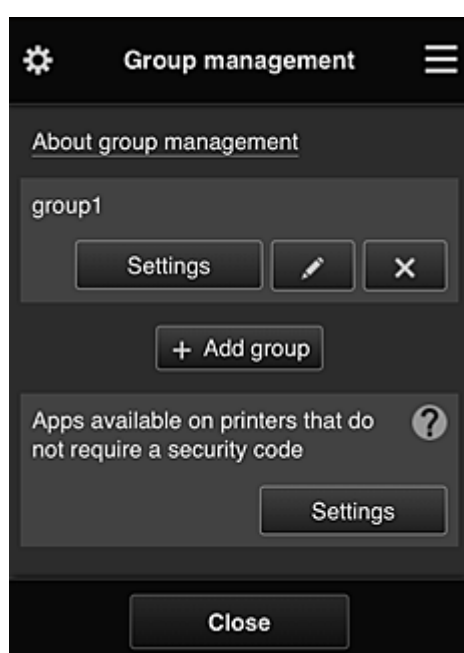 Group management
About group management
group1
Settings
+ Add group
Apps available on printers that do
not require a security code
?
Settings
Close